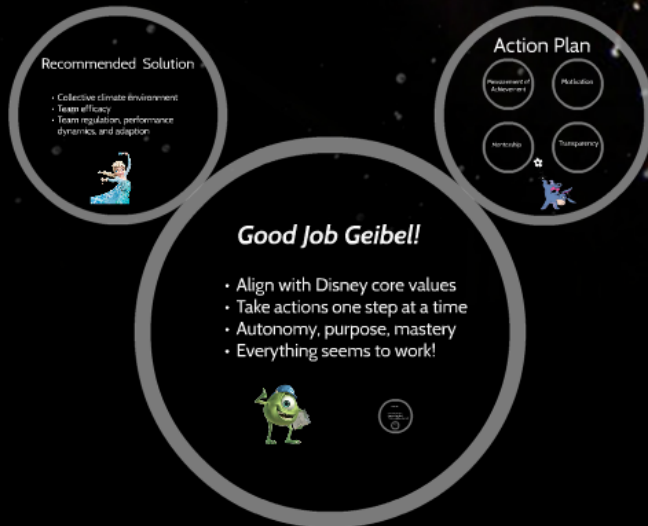 Recommended Solution
• Collective climate environment
• Team efficacy
• Team regulation, performance
dynamics, and adaption
Action Plan
Measurement of
Achievement
Motivation
Mentorship
Transparency
Good Job Geibel!
• Align with Disney core values
• Take actions one step at a time
• Autonomy, purpose, mastery
• Everything seems to work!